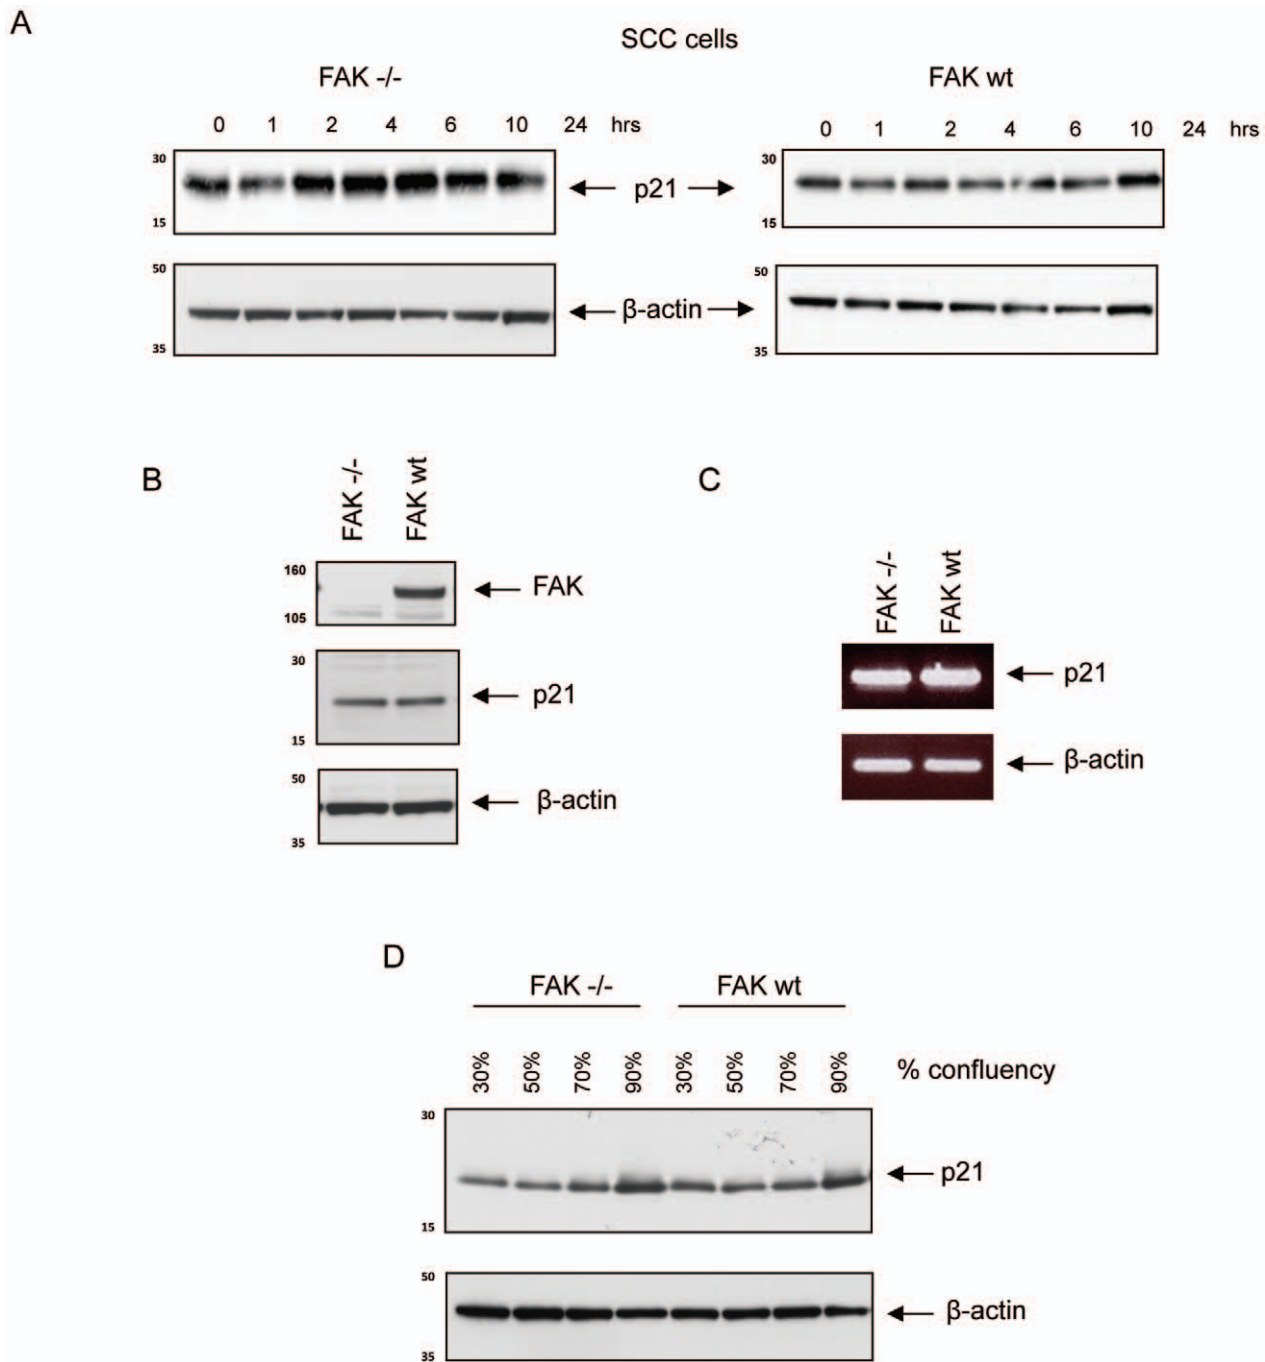 A
SCC cells
FAK -/-
FAK wt
0 1 2 4 6 10 24 hrs
0 1 2 4 6 10 24 hrs
30
15
p21
30
15
50
35
β-actin
50
35
B
FAK -/-
FAK wt
160
105
FAK
30
15
p21
50
35
β-actin
C
FAK -/-
FAK wt
p21
β-actin
D
FAK -/-
FAK wt
30% 50% 70% 90% 30% 50% 70% 90%
% confluency
30
15
p21
50
35
β-actin